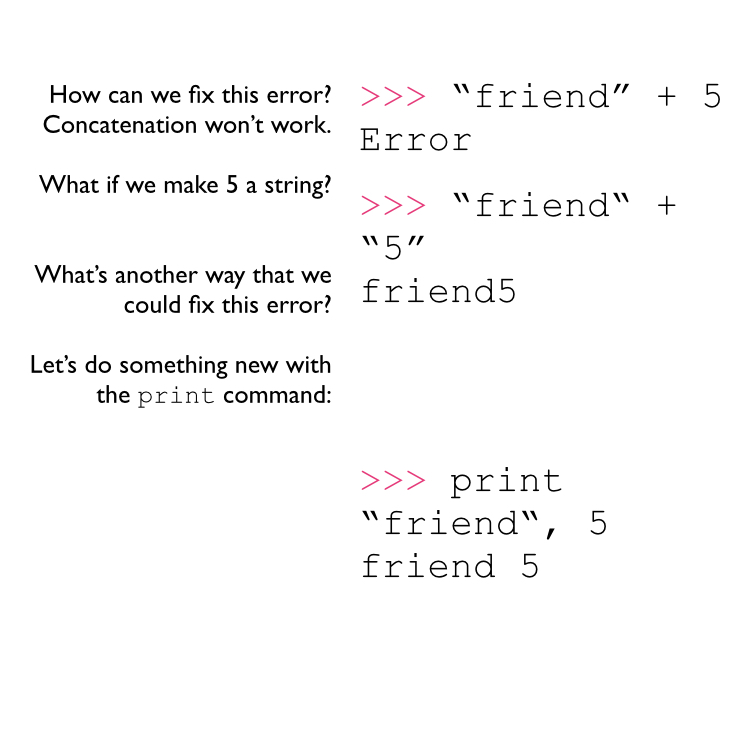 How can we fix this error?
Concatenation won’t work.
What if we make 5 a string?
What’s another way that we
could fix this error?
Let’s do something new with
the print command:
>>> “friend” + 5
Error
>>> “friend“ +
“5”
friend5
>>> print
“friend“, 5
friend 5